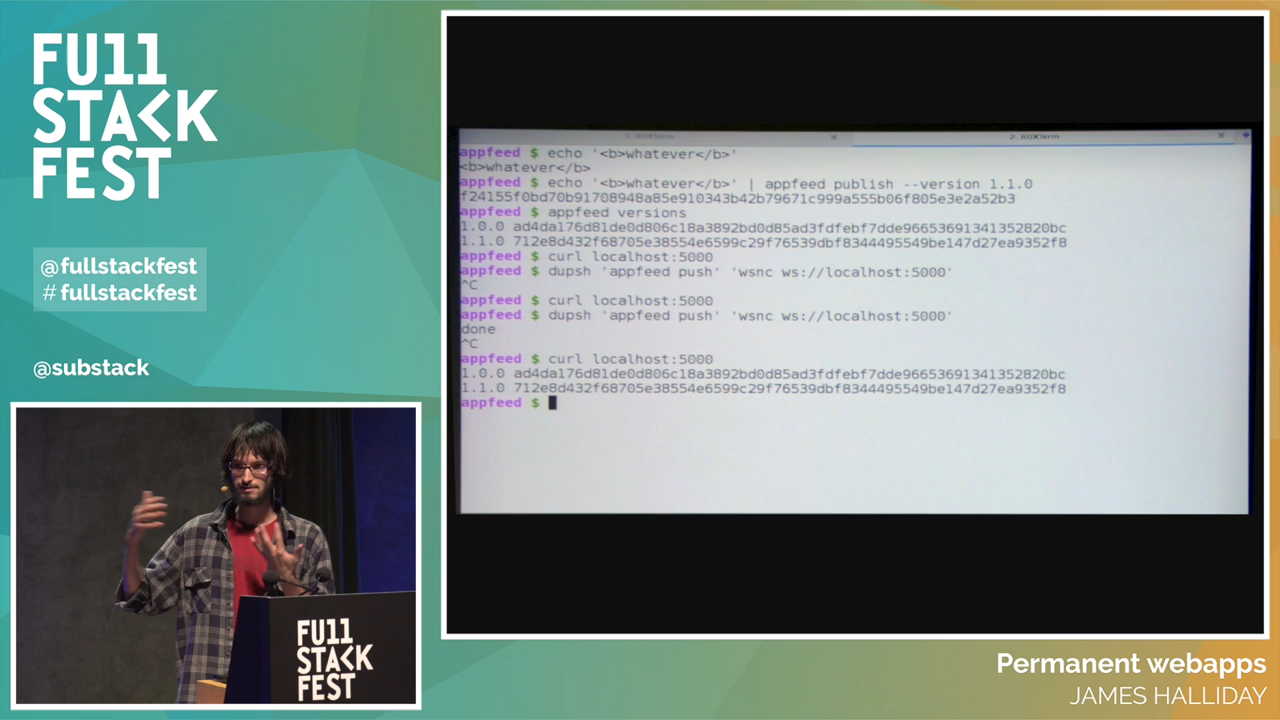 FU11
STACK
FEST
@fullstackfest
# fullstackfest
@substack
appfeed $ echo '<b>whatever</b>'
<b>whatever</b>
appfeed $ echo '<b>whatever</b>' | appfeed publish --version 1.1.0
f24155f0bd70b91708948a85e910343b42b79671c999a555b06f805e3e2a52b3
appfeed $ appfeed versions
1.0.0 ad4da176d81de0d806c18a3892bd0d85ad3fdfebf7dde96653691341352820bc
1.1.0 712e8d432f68705e38554e6599c29f76539dbf8344495549be147d27ea9352f8
appfeed $ curl localhost:5000
appfeed $ dupsh 'appfeed push' 'wsnc ws://localhost:5000'
^C
appfeed $ curl localhost:5000
appfeed $ dupsh 'appfeed push' 'wsnc ws://localhost:5000'
done
^C
appfeed $ curl localhost:5000
1.0.0 ad4da176d81de0d806c18a3892bd0d85ad3fdfebf7dde96653691341352820bc
1.1.0 712e8d432f68705e38554e6599c29f76539dbf8344495549be147d27ea9352f8
appfeed $
FU11
STACK
FEST
Permanent webapps
JAMES HALLIDAY